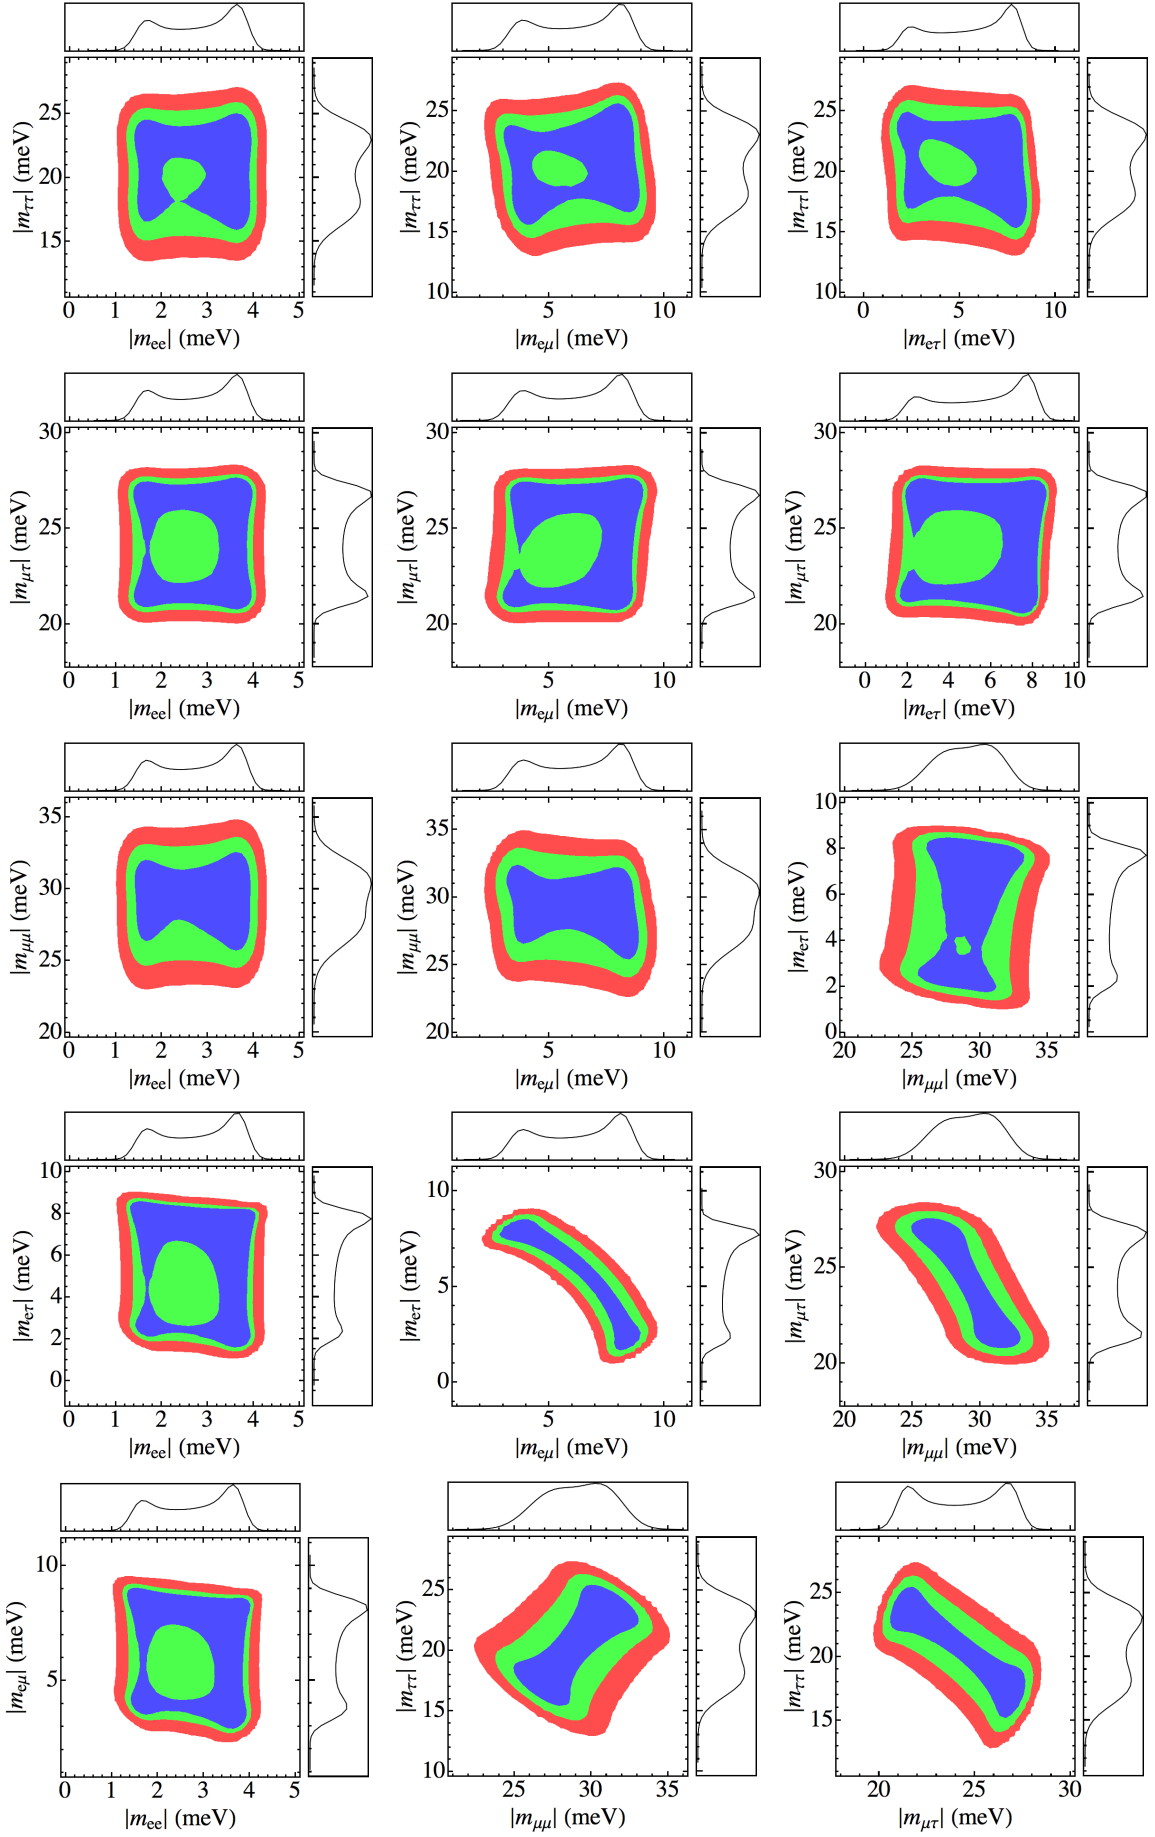 |mττ| (meV) 25 20 15
0 1 2 3 4 5
|mee| (meV)
|mττ| (meV) 25 20 15 10
5 10
|meμ| (meV)
|mττ| (meV) 25 20 15 10
0 5 10
|meτ| (meV)
|mμτ| (meV) 30 25 20
0 1 2 3 4 5
|mee| (meV)
|mμτ| (meV) 30 25 20
5 10
|meμ| (meV)
|mμτ| (meV) 30 25 20
0 2 4 6 8 10
|meτ| (meV)
|mμμ| (meV) 35 30 25 20
0 1 2 3 4 5
|mee| (meV)
|mμμ| (meV) 35 30 25 20
5 10
|meμ| (meV)
|meτ| (meV) 10 8 6 4 2 0
20 25 30 35
|mμμ| (meV)
|meτ| (meV) 10 8 6 4 2 0
0 1 2 3 4 5
|mee| (meV)
|meτ| (meV) 10 5 0
5 10
|meμ| (meV)
|mμτ| (meV) 30 25 20
20 25 30 35
|mμμ| (meV)
|meμ| (meV) 10 5
0 1 2 3 4 5
|mee| (meV)
|mττ| (meV) 25 20 15 10
25 30 35
|mμμ| (meV)
|mττ| (meV) 25 20 15
20 25 30
|mμτ| (meV)